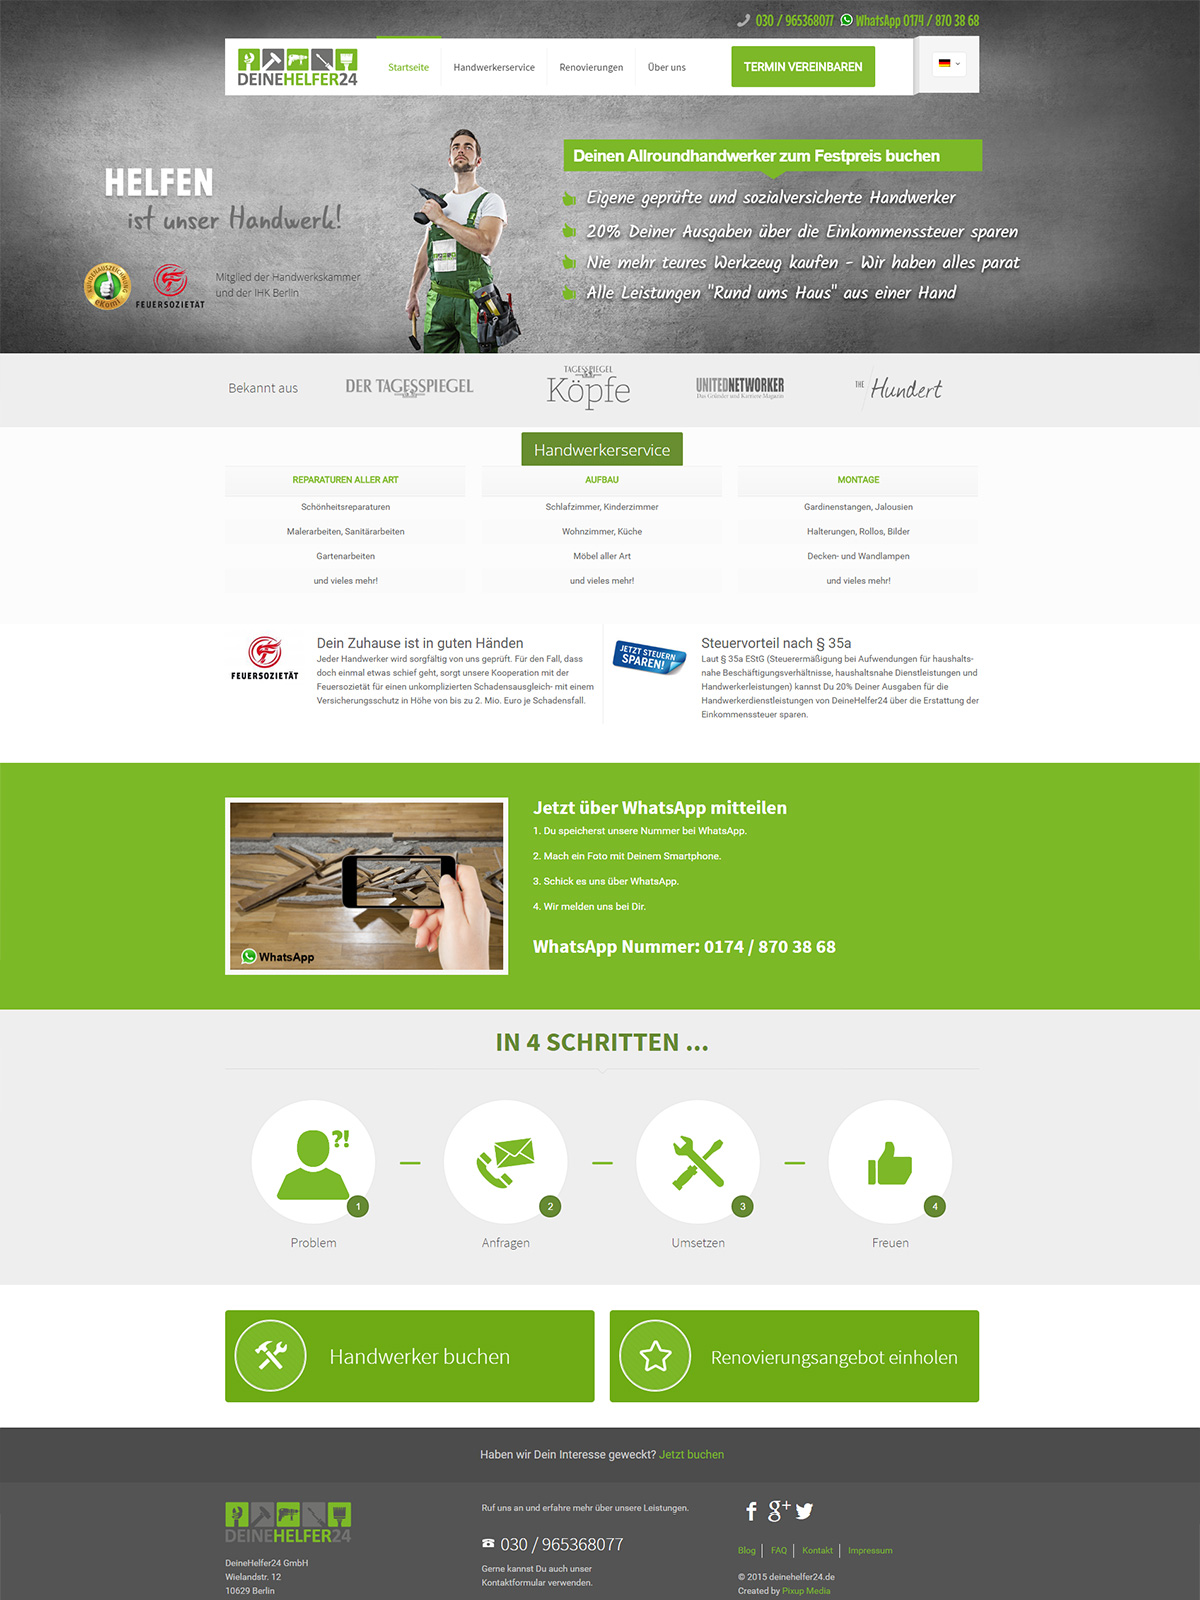 030 / 965368077 WhatsApp 0174 / 870 38 68
DEINEHELFER24
Startseite
Handwerkerservice
Renovierungen
Über uns
TERMIN VEREINBAREN
HELFEN
ist unser Handwerk!
KUNDENAUSZEICHNUNG
eKomi
FEUERSOZIETÄT
Mitglied der Handwerkskammer
und der IHK Berlin
Deinen Allroundhandwerker zum Festpreis buchen
Eigene geprüfte und sozialversicherte Handwerker
20% Deiner Ausgaben über die Einkommenssteuer sparen
Nie mehr teures Werkzeug kaufen - Wir haben alles parat
Alle Leistungen "Rund ums Haus" aus einer Hand
Bekannt aus
DER TAGESSPIEGEL
TAGESSPIEGEL
Köpfe
UNITEDNETWORKER
Das Gründer und Karriere Magazin
THE Hundert
Handwerkerservice
REPARATUREN ALLER ART
Schönheitsreparaturen
Malerarbeiten, Sanitärarbeiten
Gartenarbeiten
und vieles mehr!
AUFBAU
Schlafzimmer, Kinderzimmer
Wohnzimmer, Küche
Möbel aller Art
und vieles mehr!
MONTAGE
Gardinenstangen, Jalousien
Halterungen, Rollos, Bilder
Decken- und Wandlampen
und vieles mehr!
FEUERSOZIETÄT
Dein Zuhause ist in guten Händen
Jeder Handwerker wird sorgfältig von uns geprüft. Für den Fall, dass
doch einmal etwas schief geht, sorgt unsere Kooperation mit der
Feuersozietät für einen unkomplizierten Schadensausgleich- mit einem
Versicherungsschutz in Höhe von bis zu 2. Mio. Euro je Schadensfall.
JETZT STEUERN
SPAREN!
Steuervorteil nach § 35a
Laut § 35a EStG (Steuerermäßigung bei Aufwendungen für haushalts-
nahe Beschäftigungsverhältnisse, haushaltsnahe Dienstleistungen und
Handwerkerleistungen) kannst Du 20% Deiner Ausgaben für die
Handwerkerdienstleistungen von DeineHelfer24 über die Erstattung der
Einkommenssteuer sparen.
WhatsApp
Jetzt über WhatsApp mitteilen
1. Du speicherst unsere Nummer bei WhatsApp.
2. Mach ein Foto mit Deinem Smartphone.
3. Schick es uns über WhatsApp.
4. Wir melden uns bei Dir.
WhatsApp Nummer: 0174 / 870 38 68
IN 4 SCHRITTEN ...
?!
1
Problem
2
Anfragen
3
Umsetzen
4
Freuen
Handwerker buchen
Renovierungsangebot einholen
Haben wir Dein Interesse geweckt? Jetzt buchen
DEINEHELFER24
DeineHelfer24 GmbH
Wielandstr. 12
10629 Berlin
Ruf uns an und erfahre mehr über unsere Leistungen.
030 / 965368077
Gerne kannst Du auch unser
Kontaktformular verwenden.
f g+
Blog
FAQ
Kontakt
Impressum
© 2015 deinehelfer24.de
Created by Pixup Media